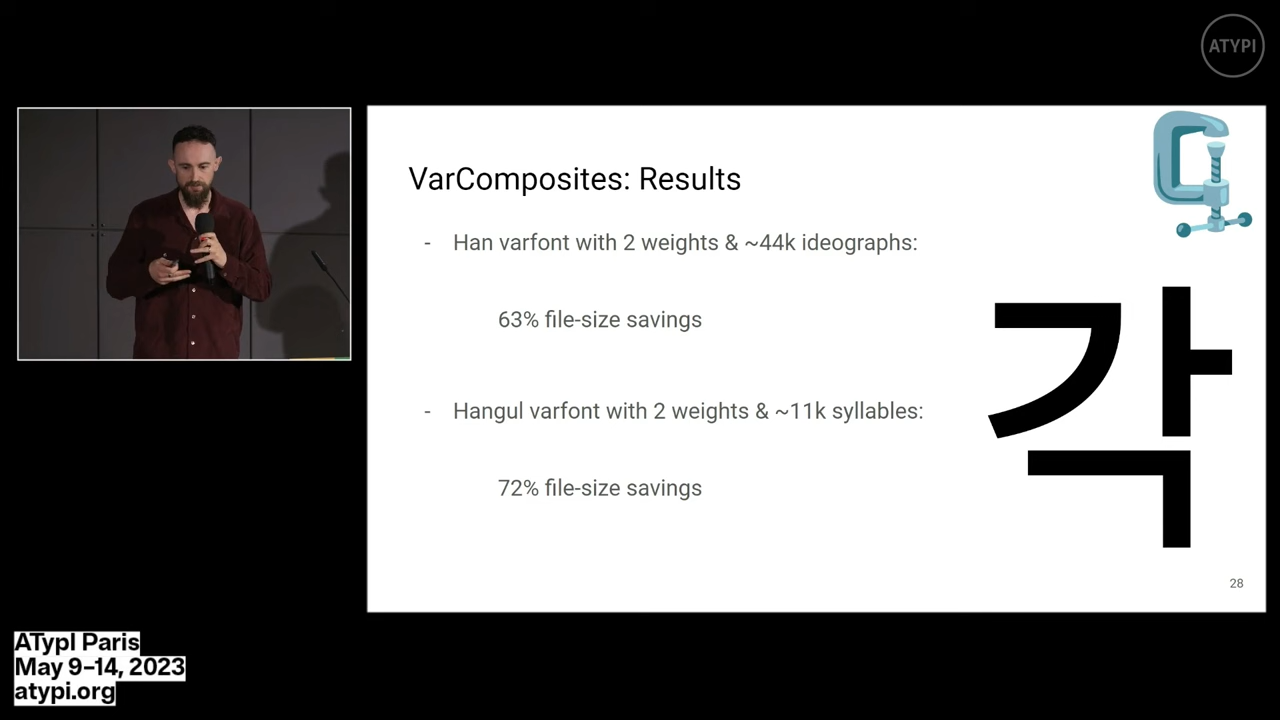 ATYPI
VarComposites: Results
- Han varfont with 2 weights & ~44k ideographs:
63% file-size savings
- Hangul varfont with 2 weights & ~11k syllables:
72% file-size savings
각
28
ATypI Paris
May 9–14, 2023
atypi.org